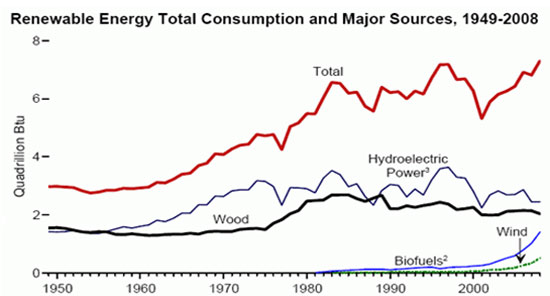 Renewable Energy Total Consumption and Major Sources, 1949-2008
8
Total
6
Quadrillion Btu
4
Hydroelectric
Power³
2
Wood
Wind
Biofuels²
0
1950 1960 1970 1980 1990 2000